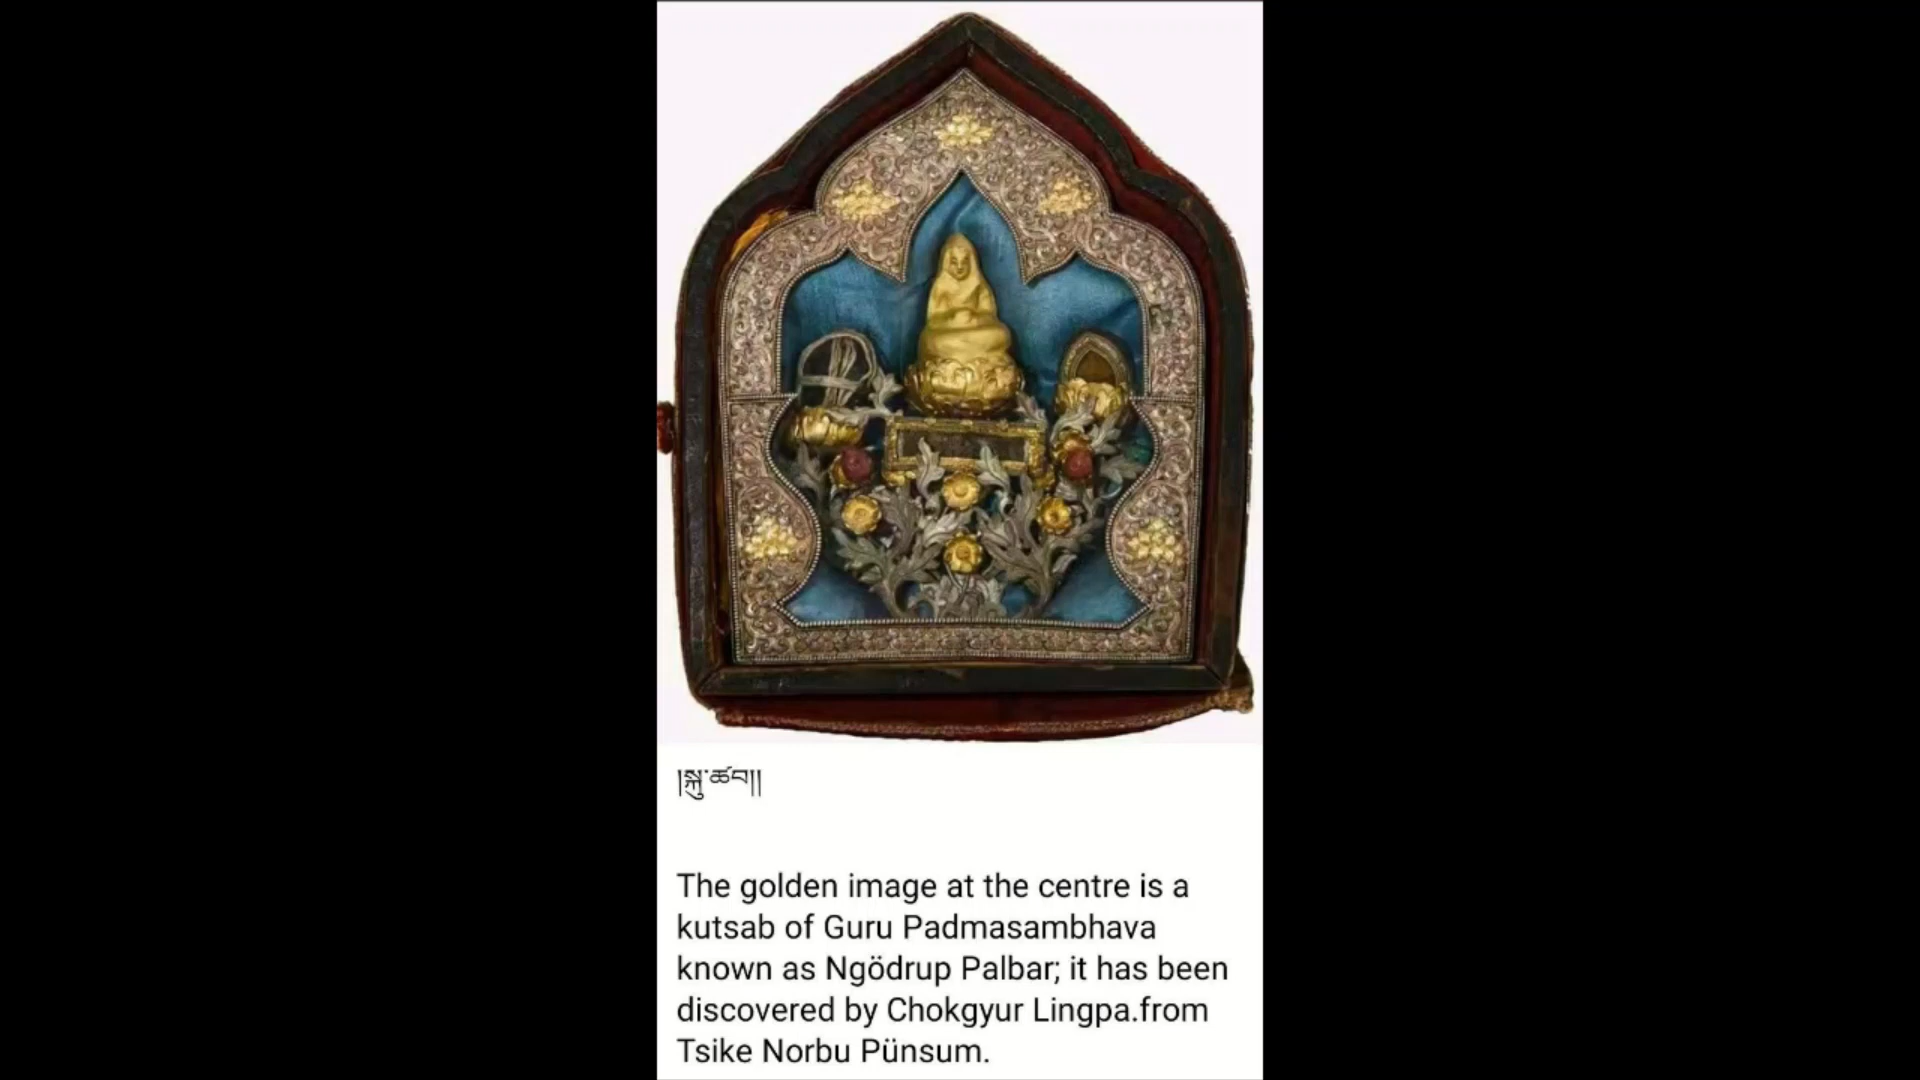 །སྐུ་ཚབ།།
The golden image at the centre is a
kutsab of Guru Padmasambhava
known as Ngödrup Palbar; it has been
discovered by Chokgyur Lingpa.from
Tsike Norbu Pünsum.